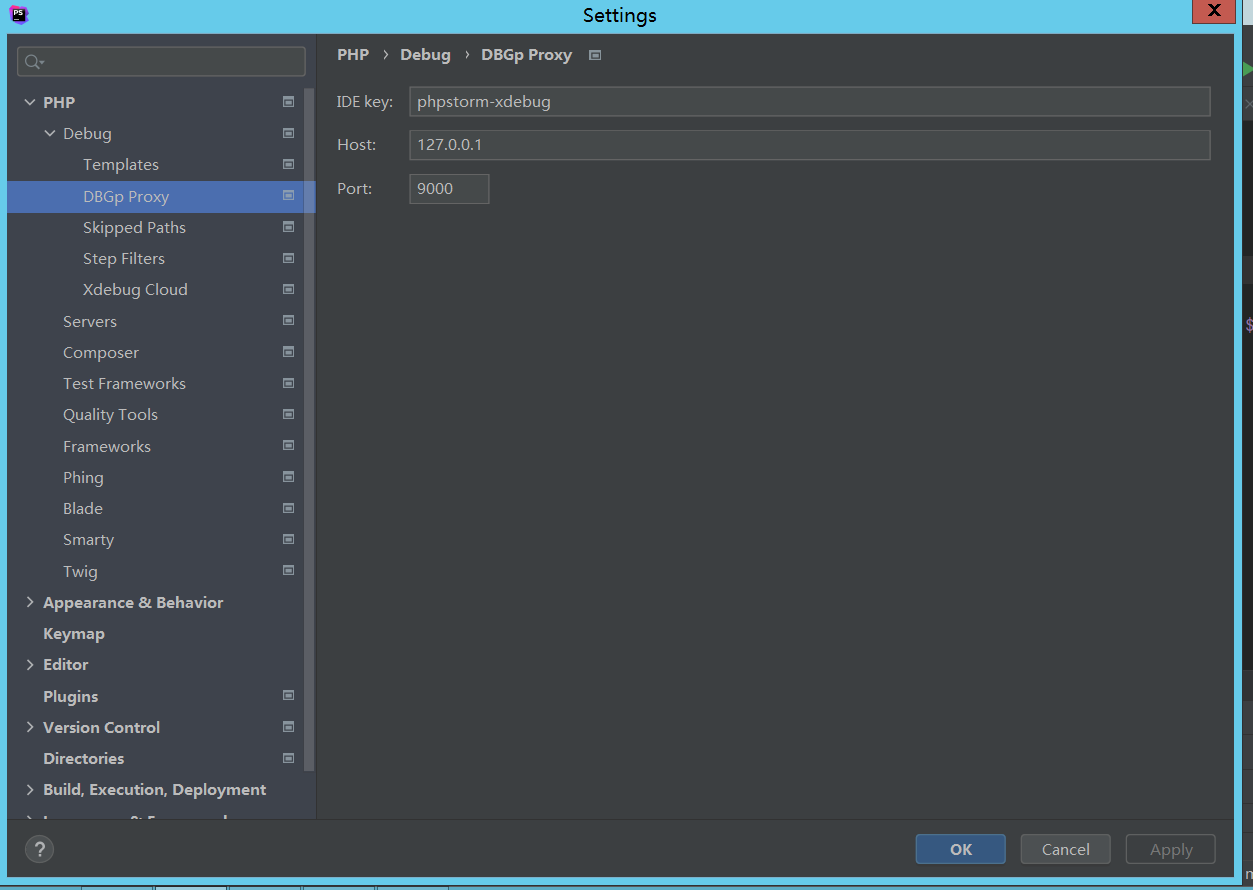 PS
Settings
X
PHP › Debug › DBGp Proxy
IDE key: phpstorm-xdebug
Host: 127.0.0.1
Port: 9000
PHP
Debug
Templates
DBGp Proxy
Skipped Paths
Step Filters
Xdebug Cloud
Servers
Composer
Test Frameworks
Quality Tools
Frameworks
Phing
Blade
Smarty
Twig
Appearance & Behavior
Keymap
Editor
Plugins
Version Control
Directories
Build, Execution, Deployment
?
OK
Cancel
Apply
$